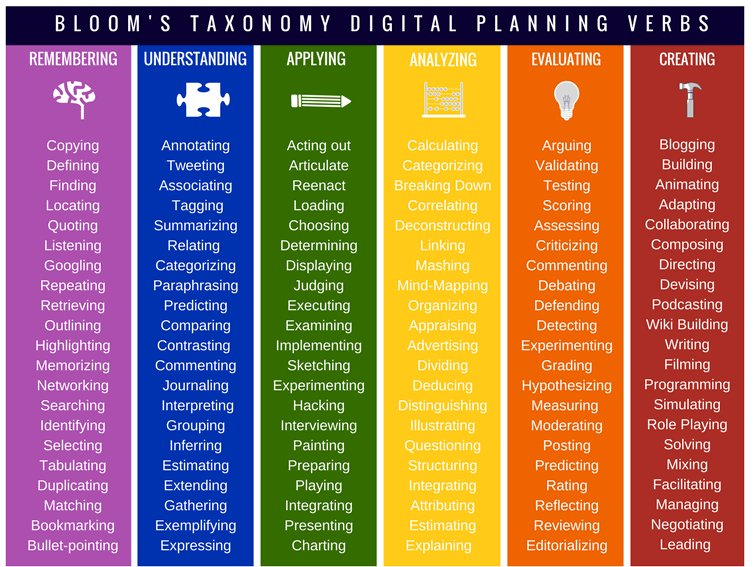 BLOOM'S TAXONOMY DIGITAL PLANNING VERBS
REMEMBERING
Copying
Defining
Finding
Locating
Quoting
Listening
Googling
Repeating
Retrieving
Outlining
Highlighting
Memorizing
Networking
Searching
Identifying
Selecting
Tabulating
Duplicating
Matching
Bookmarking
Bullet-pointing
UNDERSTANDING
Annotating
Tweeting
Associating
Tagging
Summarizing
Relating
Categorizing
Paraphrasing
Predicting
Comparing
Contrasting
Commenting
Journaling
Interpreting
Grouping
Inferring
Estimating
Extending
Gathering
Exemplifying
Expressing
APPLYING
Acting out
Articulate
Reenact
Loading
Choosing
Determining
Displaying
Judging
Executing
Examining
Implementing
Sketching
Experimenting
Hacking
Interviewing
Painting
Preparing
Playing
Integrating
Presenting
Charting
ANALYZING
Calculating
Categorizing
Breaking Down
Correlating
Deconstructing
Linking
Mashing
Mind-Mapping
Organizing
Appraising
Advertising
Dividing
Deducing
Distinguishing
Illustrating
Questioning
Structuring
Integrating
Attributing
Estimating
Explaining
EVALUATING
Arguing
Validating
Testing
Scoring
Assessing
Criticizing
Commenting
Debating
Defending
Detecting
Experimenting
Grading
Hypothesizing
Measuring
Moderating
Posting
Predicting
Rating
Reflecting
Reviewing
Editorializing
CREATING
Blogging
Building
Animating
Adapting
Collaborating
Composing
Directing
Devising
Podcasting
Wiki Building
Writing
Filming
Programming
Simulating
Role Playing
Solving
Mixing
Facilitating
Managing
Negotiating
Leading